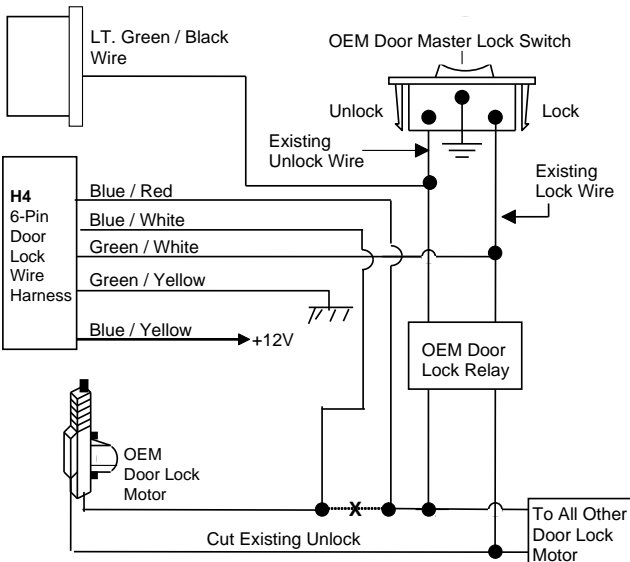 LT. Green / Black
Wire
OEM Door Master Lock Switch
Unlock
Lock
Existing
Unlock Wire
Existing
Lock Wire
H4
6-Pin
Door
Lock
Wire
Harness
Blue / Red
Blue / White
Green / White
Green / Yellow
Blue / Yellow
+12V
OEM Door
Lock Relay
OEM
Door Lock
Motor
X
Cut Existing Unlock
To All Other
Door Lock
Motor